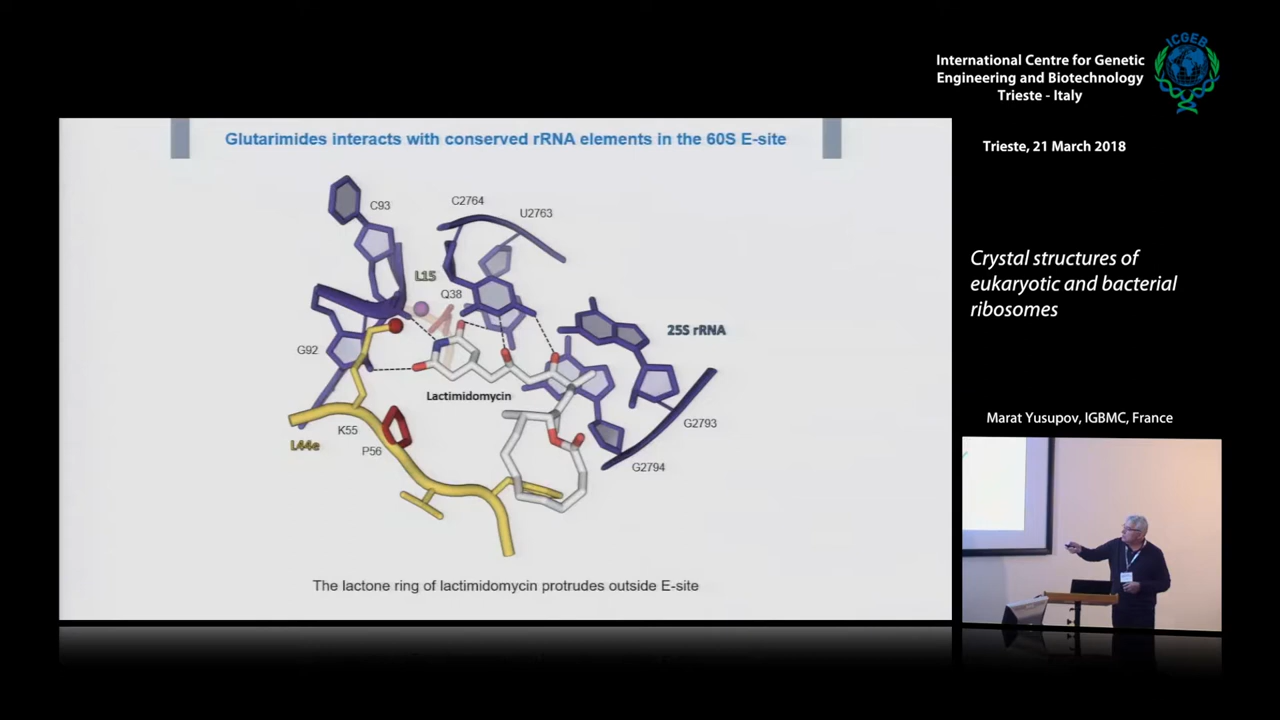 ICGEB
International Centre for Genetic
Engineering and Biotechnology
Trieste - Italy
Trieste, 21 March 2018
Crystal structures of
eukaryotic and bacterial
ribosomes
Marat Yusupov, IGBMC, France
Glutarimides interacts with conserved rRNA elements in the 60S E-site
C93
C2764
U2763
L15
Q38
25S rRNA
G92
Lactimidomycin
K55
L44e
P56
G2793
G2794
The lactone ring of lactimidomycin protrudes outside E-site